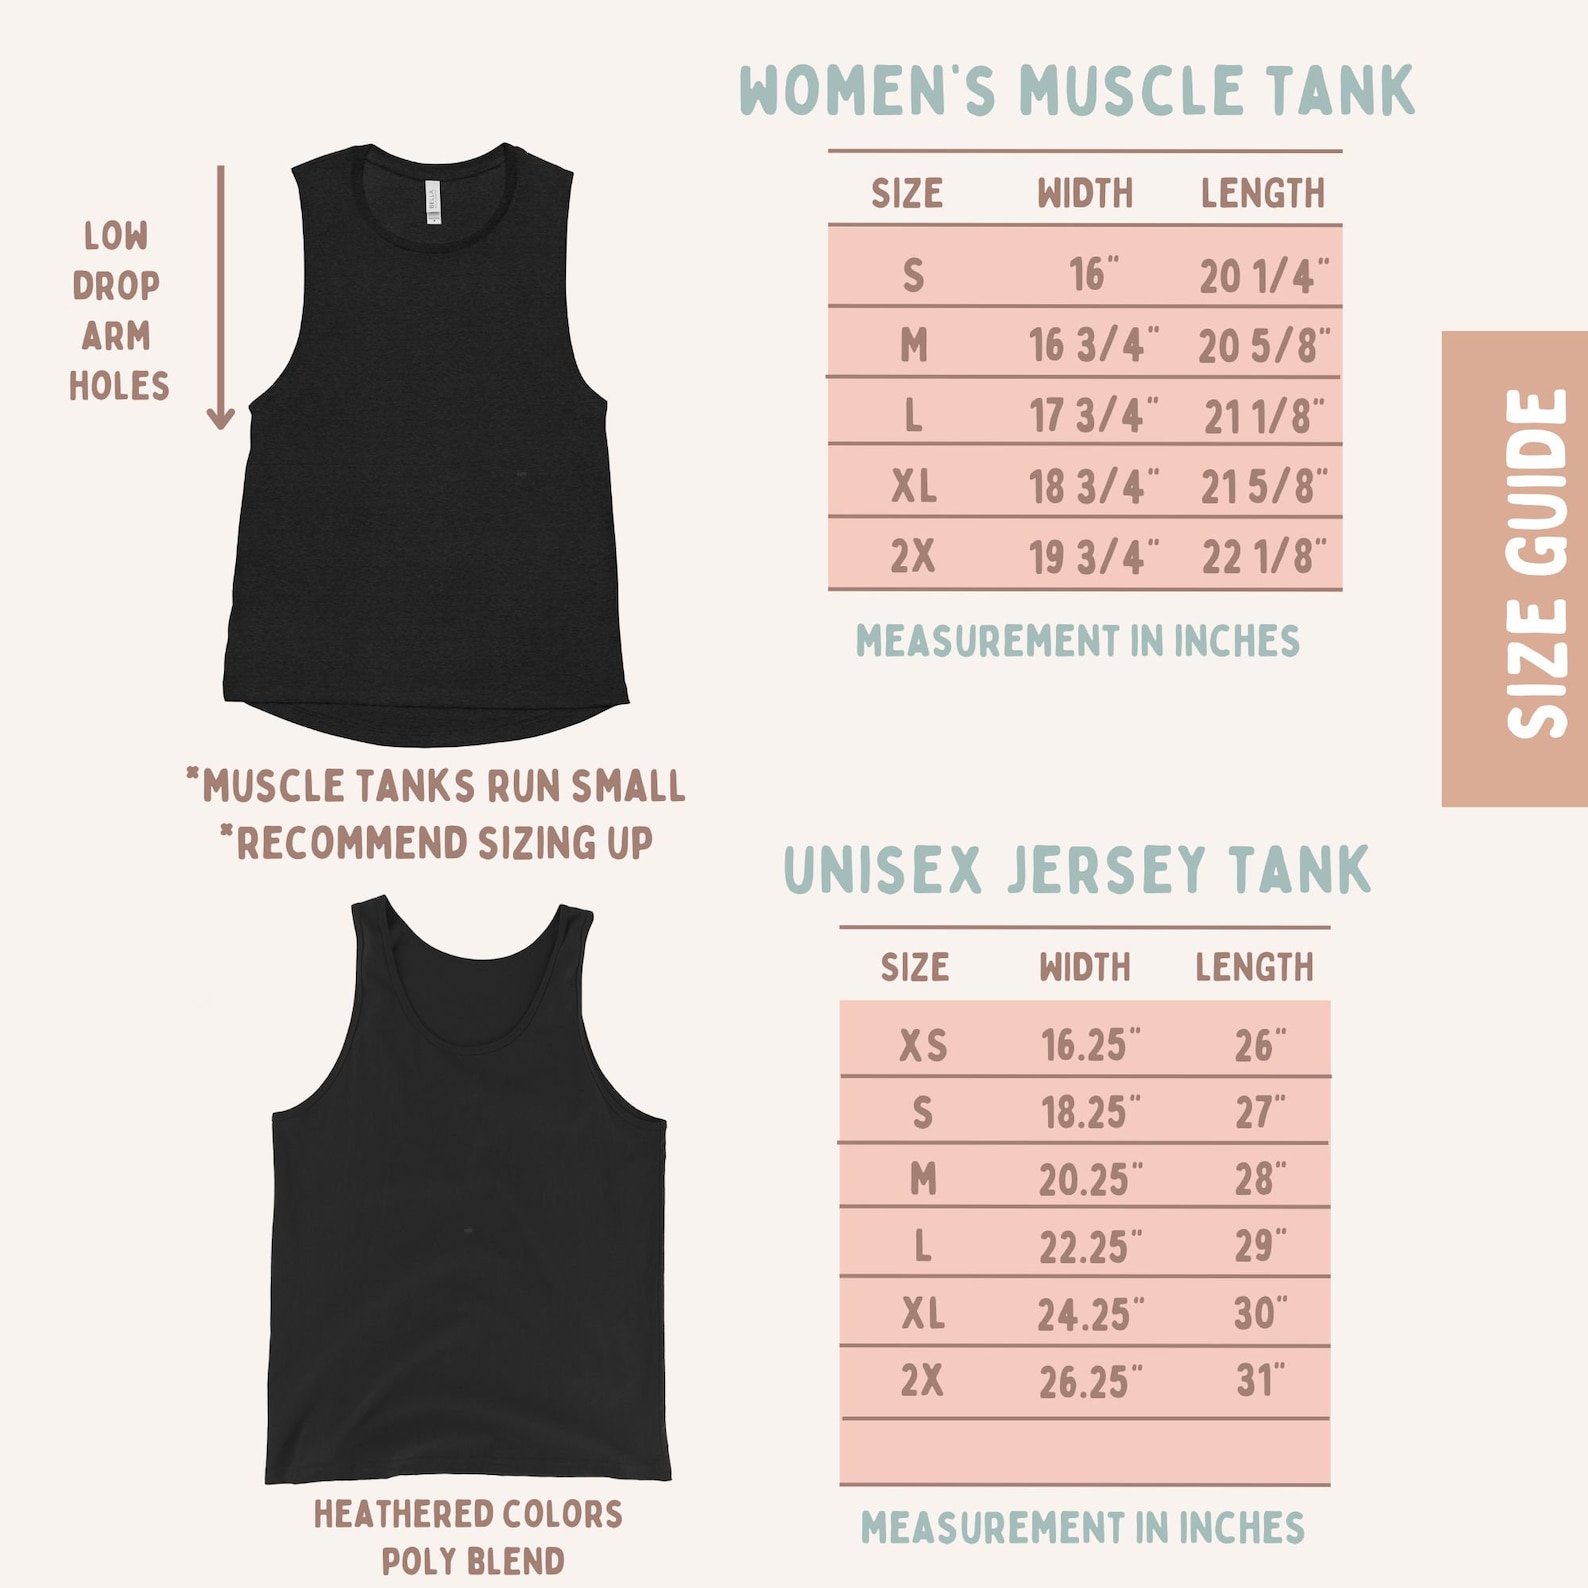 WOMEN'S MUSCLE TANK
SIZE WIDTH LENGTH
S 16" 20 1/4"
M 16 3/4" 20 5/8"
L 17 3/4" 21 1/8"
XL 18 3/4" 21 5/8"
2X 19 3/4" 22 1/8"
MEASUREMENT IN INCHES
LOW
DROP
ARM
HOLES
BELLA
*MUSCLE TANKS RUN SMALL
*RECOMMEND SIZING UP
SIZE GUIDE
UNISEX JERSEY TANK
SIZE WIDTH LENGTH
XS 16.25" 26"
S 18.25" 27"
M 20.25" 28"
L 22.25" 29"
XL 24.25" 30"
2X 26.25" 31"
MEASUREMENT IN INCHES
HEATHERED COLORS
POLY BLEND